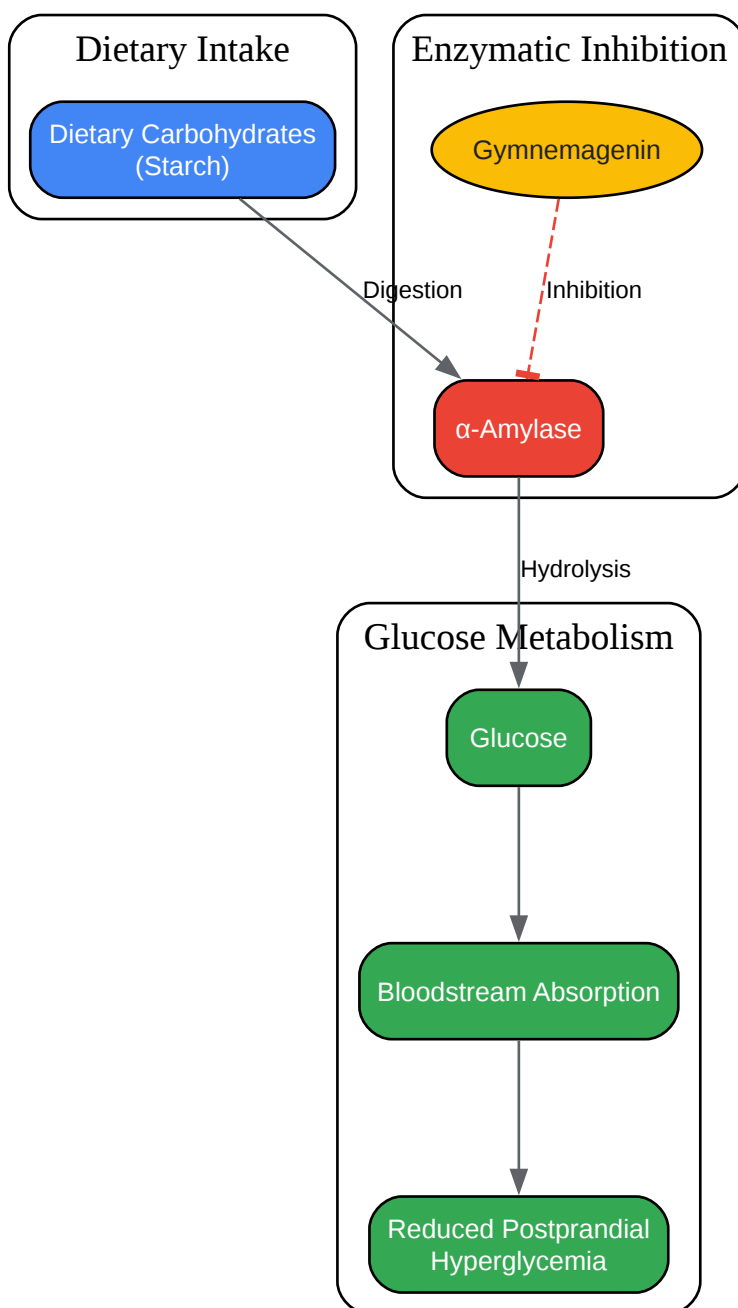 Dietary Intake
Enzymatic Inhibition
Dietary Carbohydrates
(Starch)
Gymnemagenin
Digestion
Inhibition
α-Amylase
Hydrolysis
Glucose Metabolism
Glucose
Bloodstream Absorption
Reduced Postprandial
Hyperglycemia